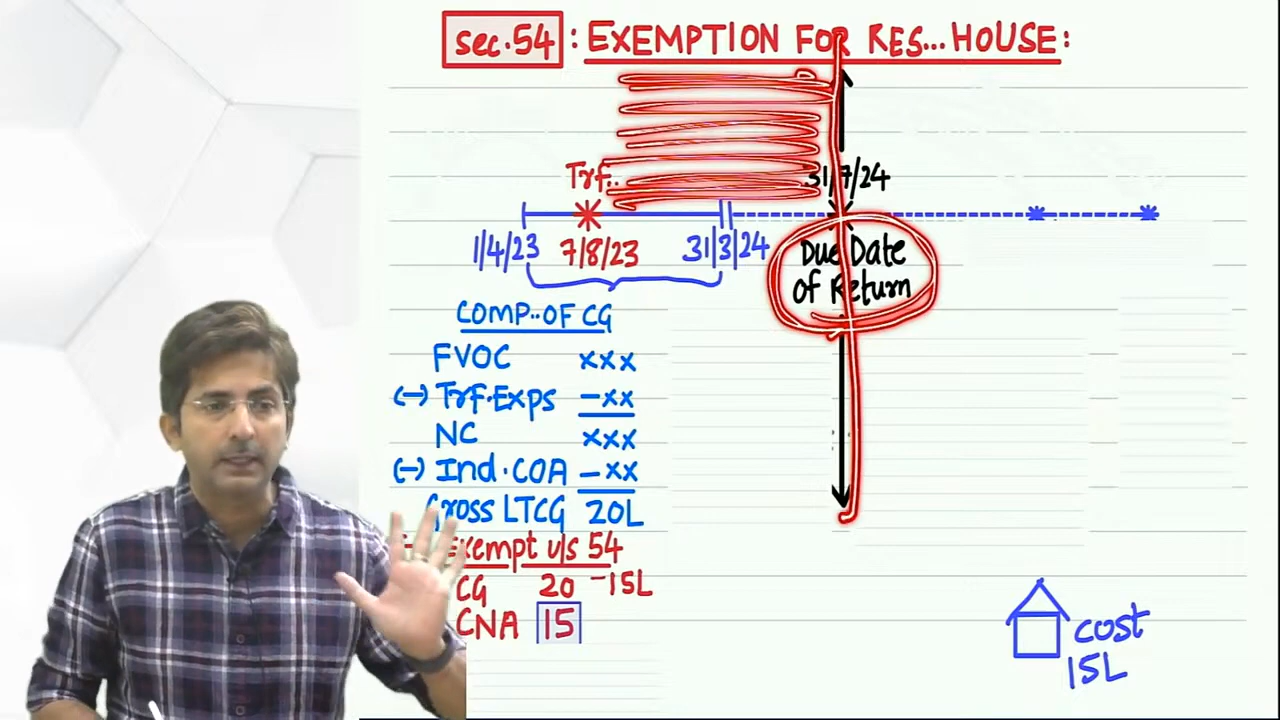 sec.54 : EXEMPTION FOR RES... HOUSE:
Trf..
31/7/24
1/4/23 7/8/23 31/3/24
Due Date
of Return
COMP..OF CG
FVOC xxx
(-) Trf.Exps -xx
NC xxx
(-) Ind.COA -xx
Gross LTCG 20L
Exempt u/s 54
CG 20 -15L
CNA 15
cost
15L